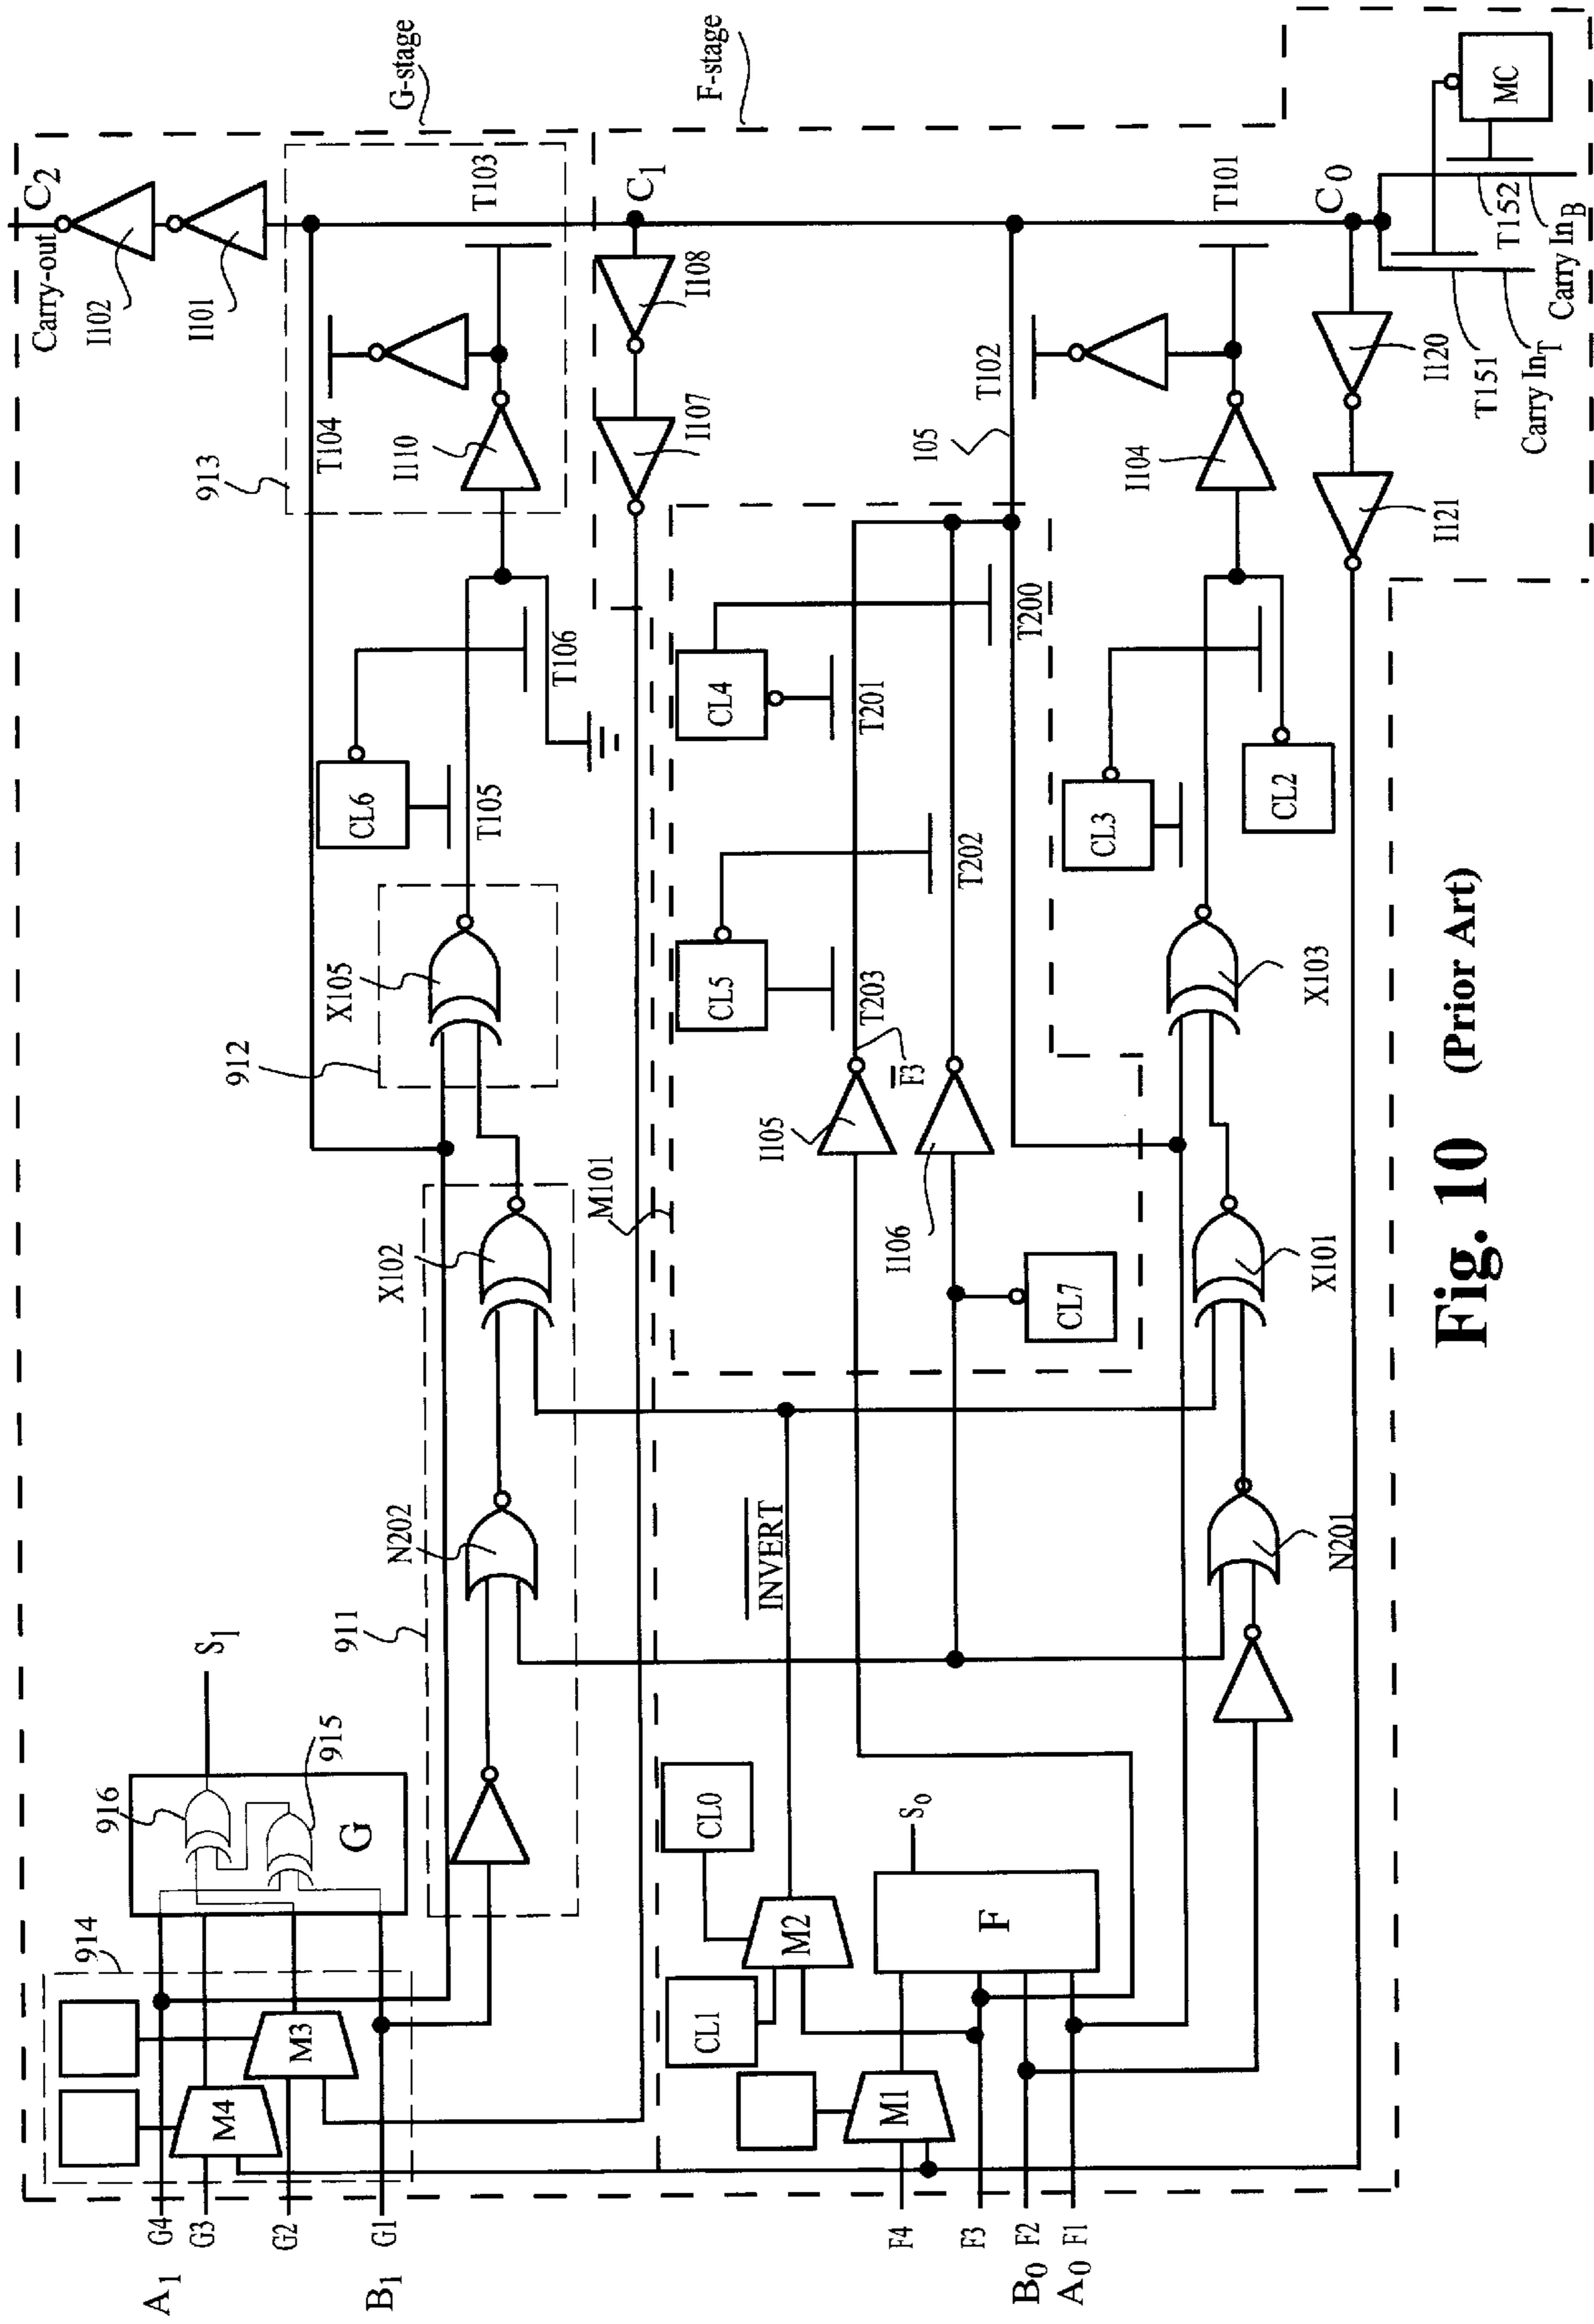 Carry-out
C2
I102
I101
G-stage
F-stage
913
T104
I110
T103
C1
I108
I107
912
X105
CL6
T105
T106
911
N202
X102
M101
914
916
915
G
S1
M3
M4
A1
G4
G3
G2
G1
B1
INVERT
CL0
CL1
M2
S0
F
M1
F4
F3
B0
F2
A0
F1
I105
F3
I106
CL7
CL5
T203
T202
CL4
T201
T200
105
T102
I104
T101
C0
CL3
CL2
X103
X101
N201
I120
I121
T151
T152
Carry InT
Carry InB
MC
Fig. 10 (Prior Art)